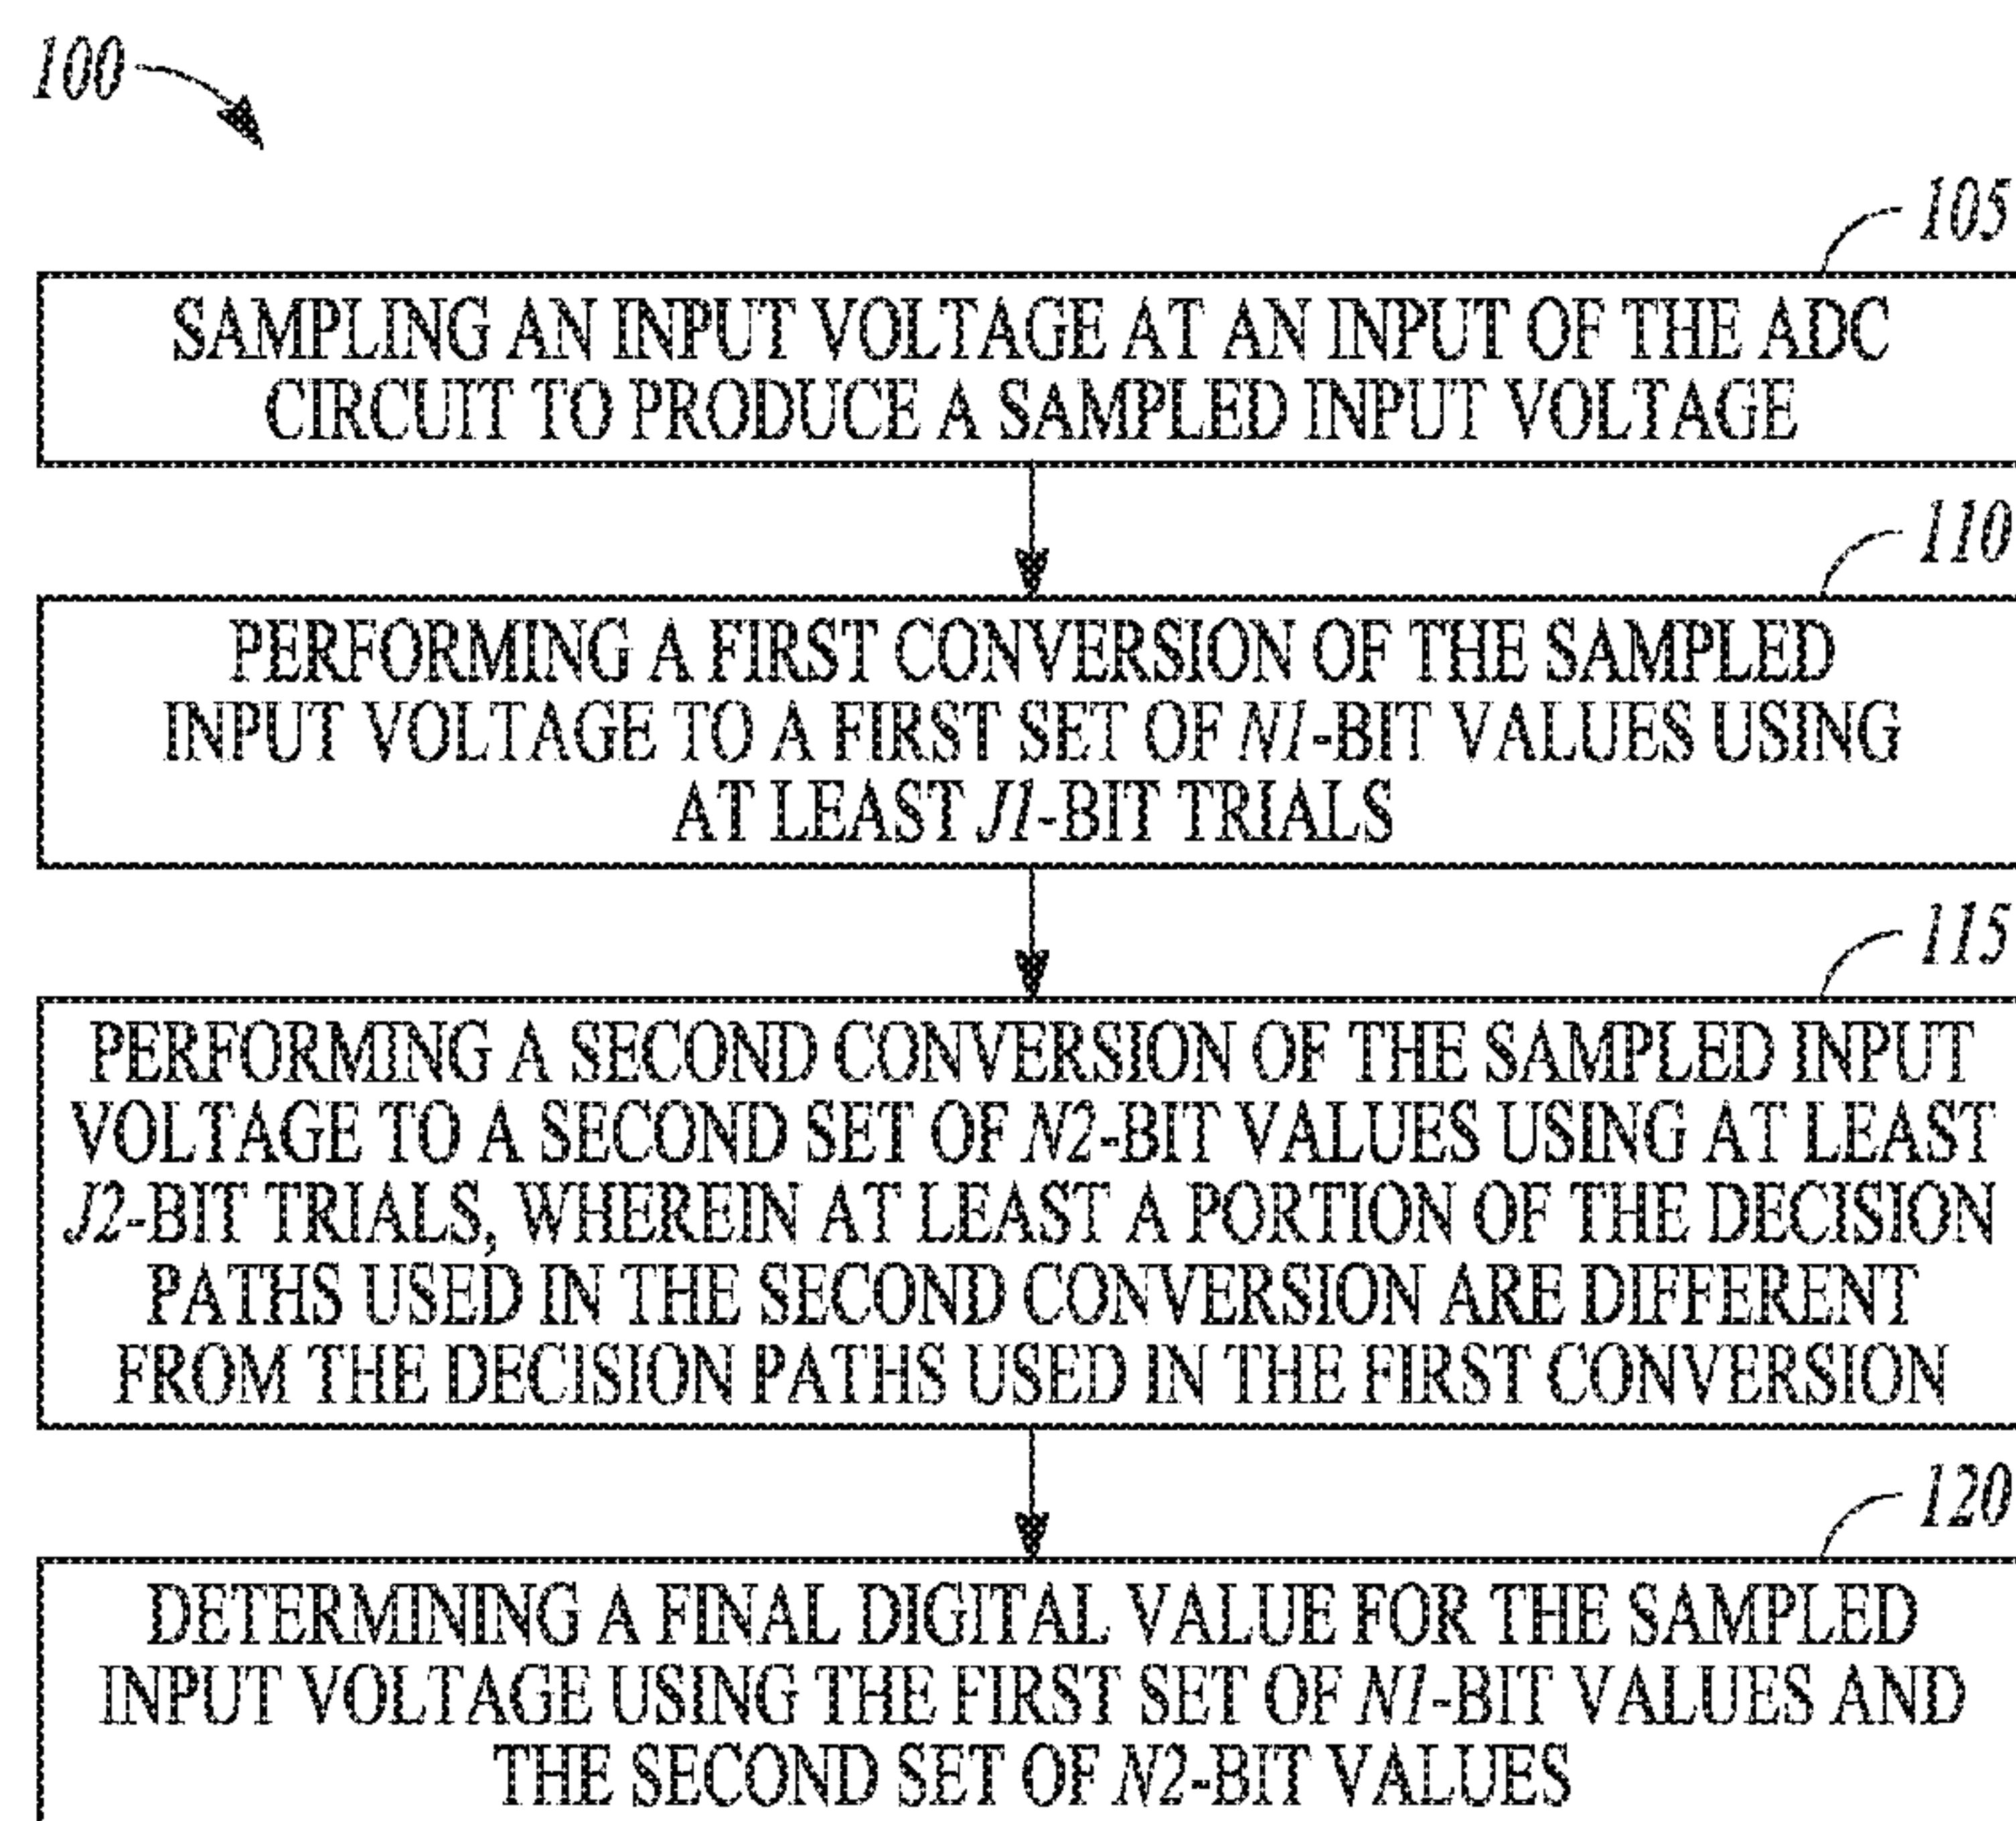 100
105
SAMPLING AN INPUT VOLTAGE AT AN INPUT OF THE ADC
CIRCUIT TO PRODUCE A SAMPLED INPUT VOLTAGE
110
PERFORMING A FIRST CONVERSION OF THE SAMPLED
INPUT VOLTAGE TO A FIRST SET OF N1-BIT VALUES USING
AT LEAST J1-BIT TRIALS
115
PERFORMING A SECOND CONVERSION OF THE SAMPLED INPUT
VOLTAGE TO A SECOND SET OF N2-BIT VALUES USING AT LEAST
J2-BIT TRIALS, WHEREIN AT LEAST A PORTION OF THE DECISION
PATHS USED IN THE SECOND CONVERSION ARE DIFFERENT
FROM THE DECISION PATHS USED IN THE FIRST CONVERSION
120
DETERMINING A FINAL DIGITAL VALUE FOR THE SAMPLED
INPUT VOLTAGE USING THE FIRST SET OF N1-BIT VALUES AND
THE SECOND SET OF N2-BIT VALUES